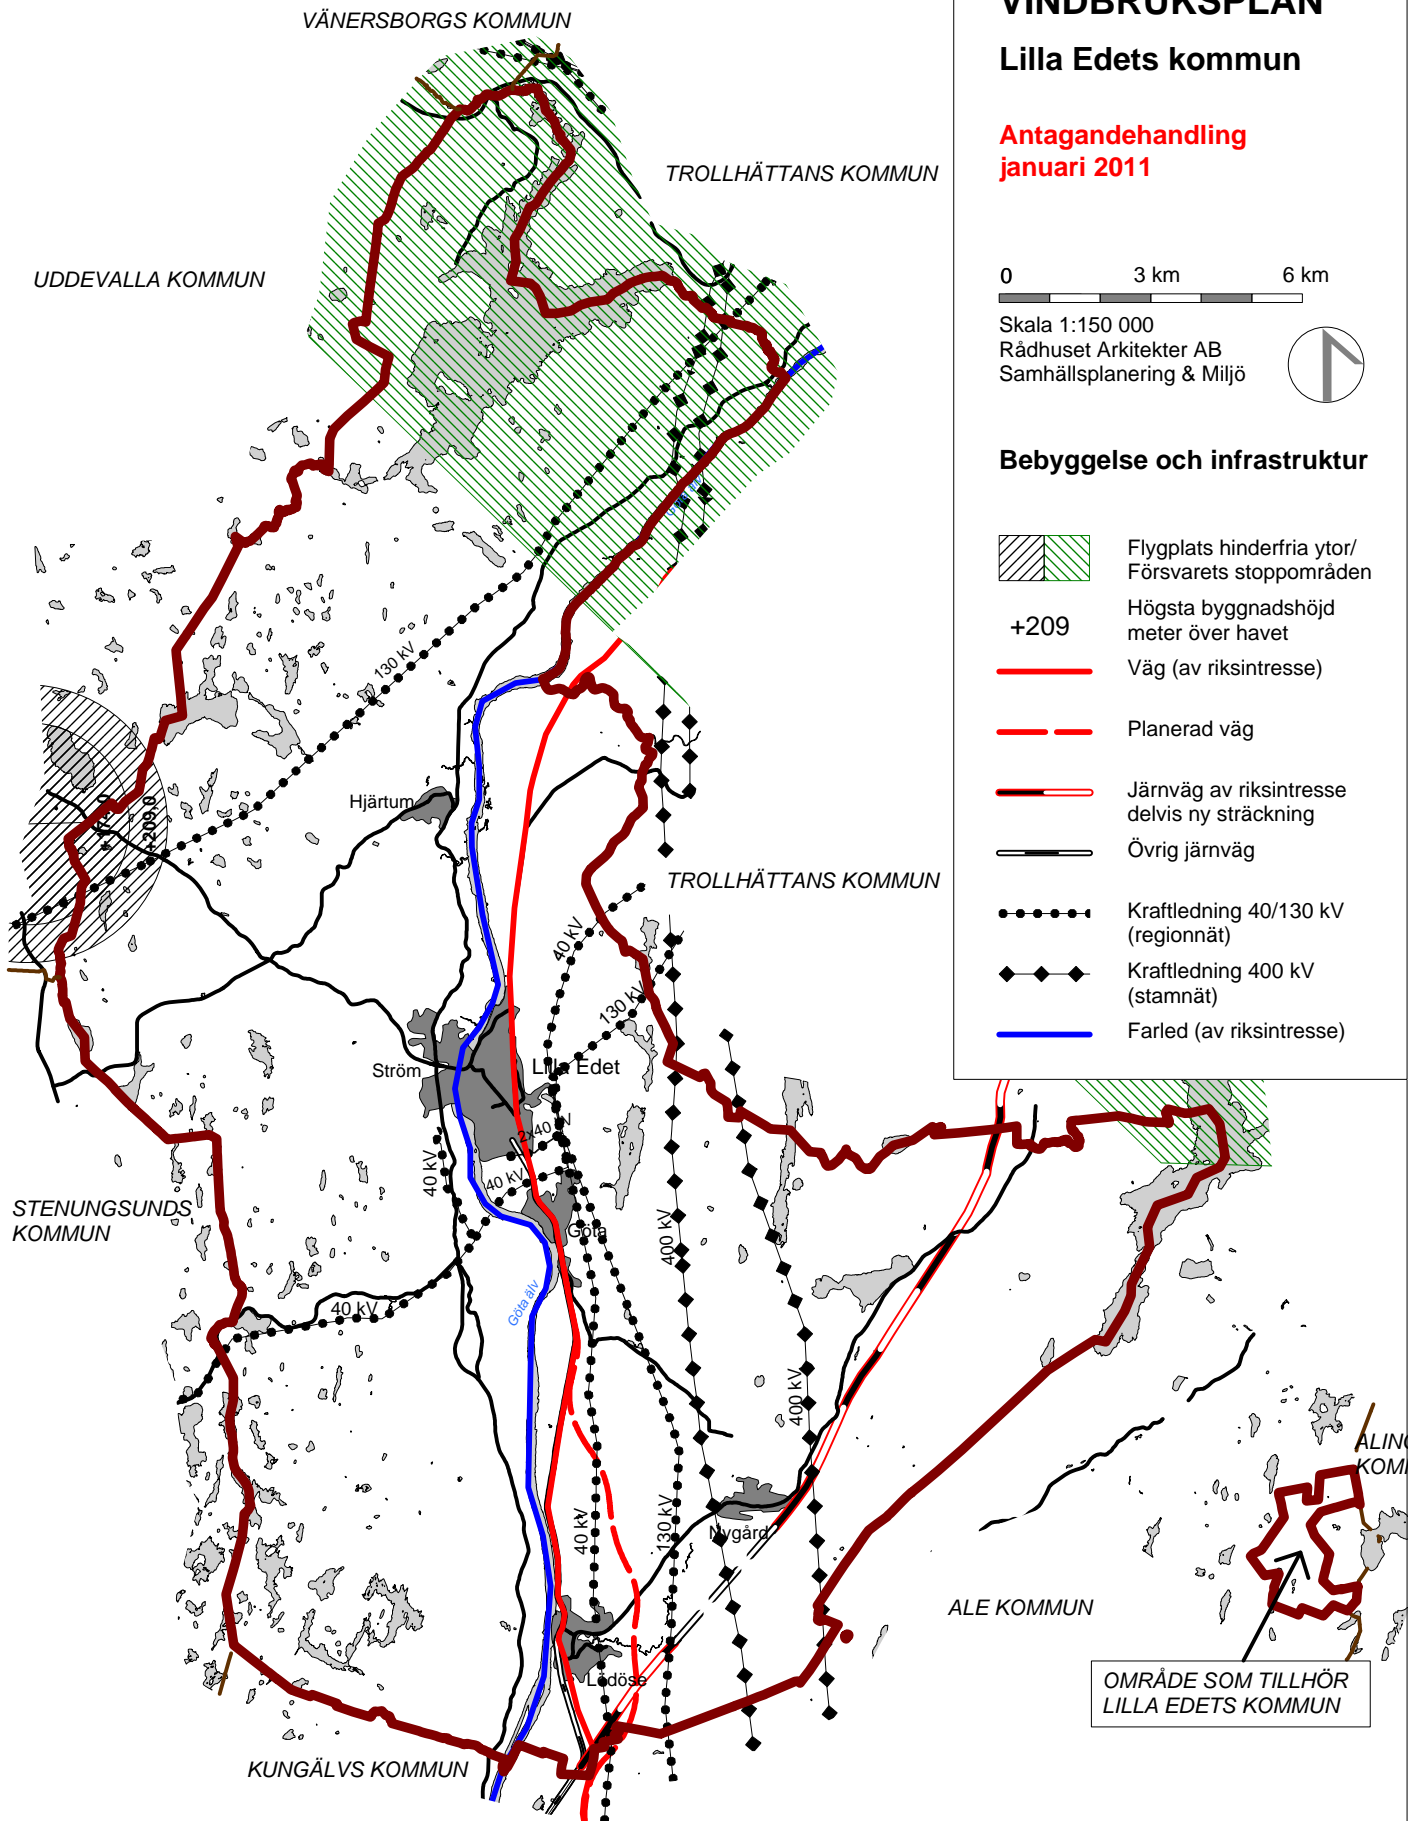 VINDBRUKSPLAN
Lilla Edets kommun
Antagandehandling
januari 2011
0 3 km 6 km
Skala 1:150 000
Rådhuset Arkitekter AB
Samhällsplanering & Miljö
Bebyggelse och infrastruktur
Flygplats hinderfria ytor/
Försvarets stoppområden
+209
Högsta byggnadshöjd
meter över havet
Väg (av riksintresse)
Planerad väg
Järnväg av riksintresse
delvis ny sträckning
Övrig järnväg
Kraftledning 40/130 kV
(regionnät)
Kraftledning 400 kV
(stamnät)
Farled (av riksintresse)
VÄNERSBORGS KOMMUN
TROLLHÄTTANS KOMMUN
UDDEVALLA KOMMUN
Göta älv
130 kV
Hjärtum
+209,0
TROLLHÄTTANS KOMMUN
40 kV
130 kV
Ström
Lilla Edet
2x40 kV
40 kV
40 kV
STENUNGSUNDS
KOMMUN
Göta
400 kV
Göta älv
40 kV
400 kV
40 kV
130 kV
Nygård
ALE KOMMUN
Lödöse
KUNGÄLVS KOMMUN
OMRÅDE SOM TILLHÖR
LILLA EDETS KOMMUN